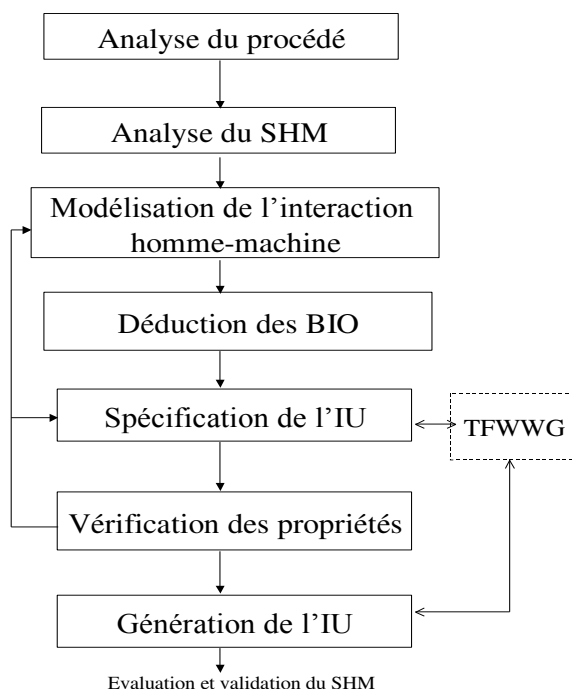 Analyse du procédé
Analyse du SHM
Modélisation de l’interaction
homme-machine
Déduction des BIO
Spécification de l’IU
TFWWG
Vérification des propriétés
Génération de l’IU
Evaluation et validation du SHM